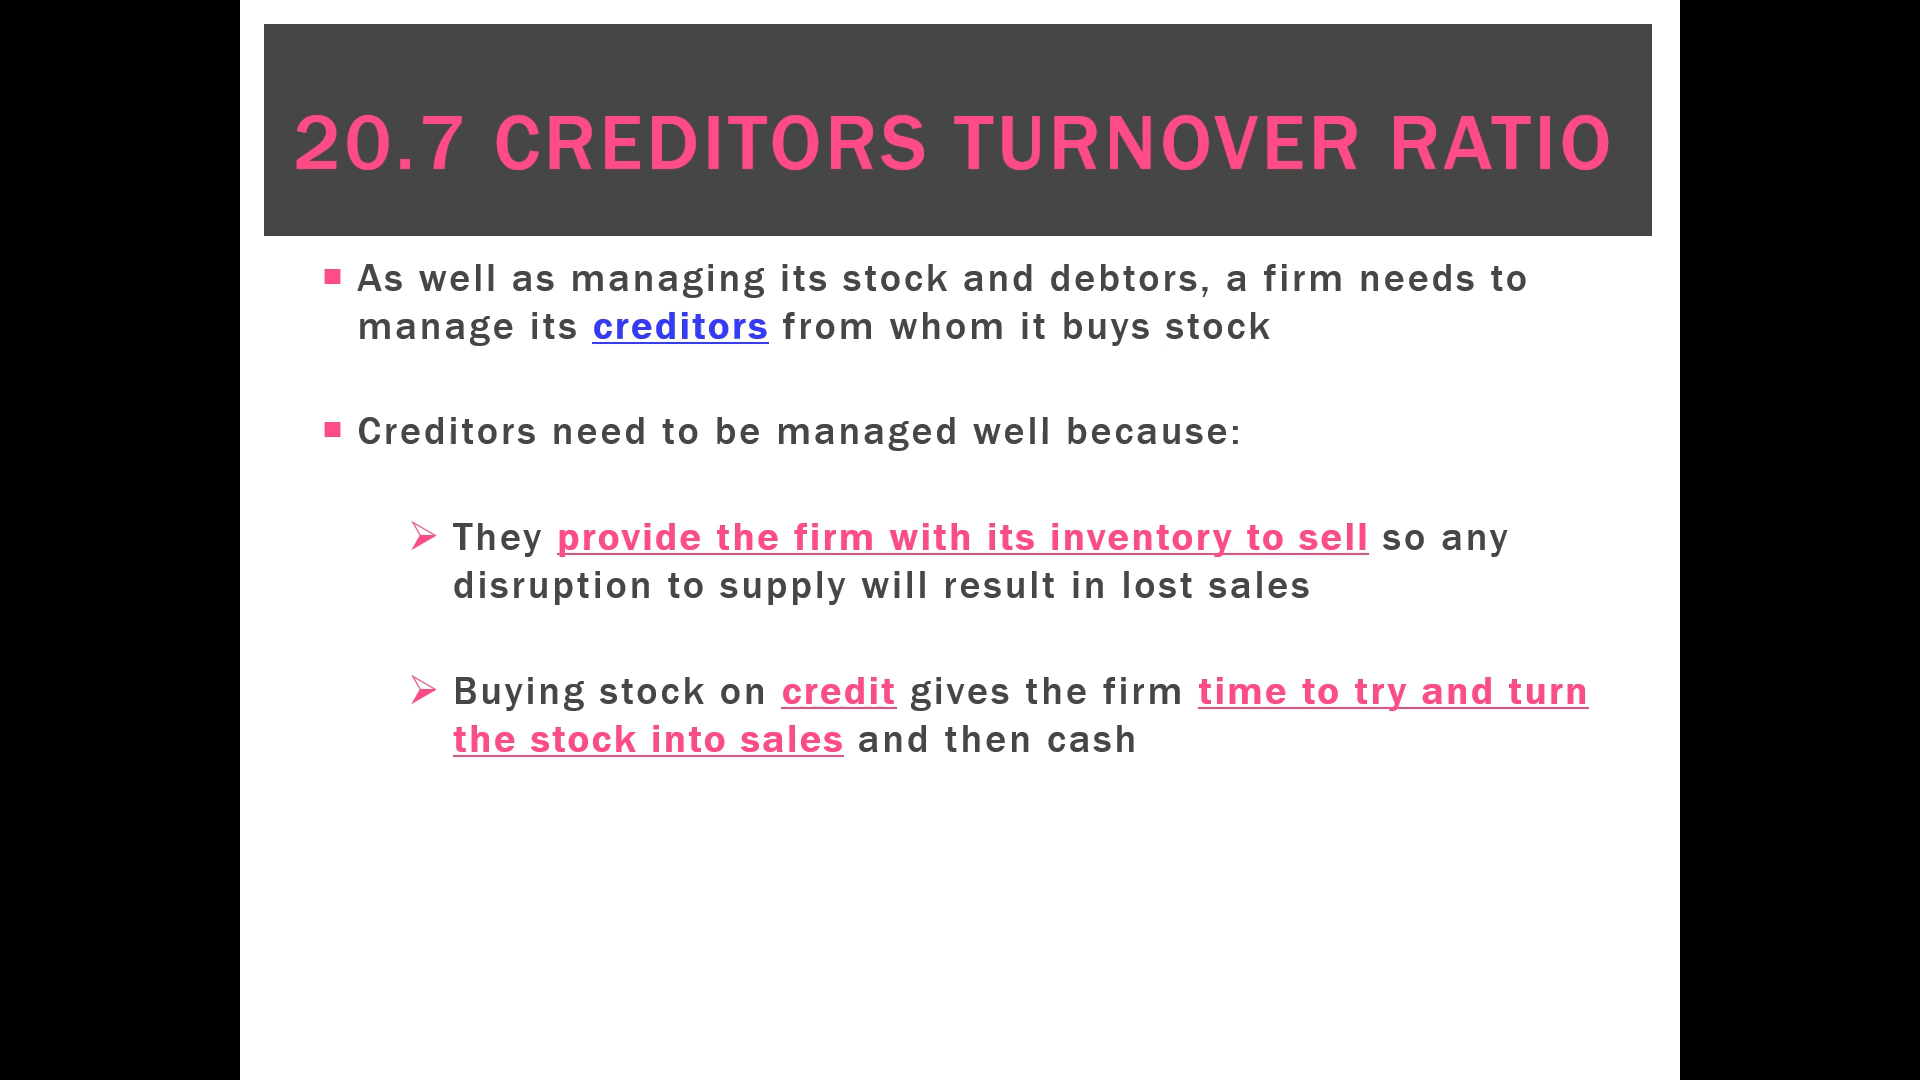 20.7 CREDITORS TURNOVER RATIO
As well as managing its stock and debtors, a firm needs to
manage its creditors from whom it buys stock
Creditors need to be managed well because:
They provide the firm with its inventory to sell so any
disruption to supply will result in lost sales
Buying stock on credit gives the firm time to try and turn
the stock into sales and then cash